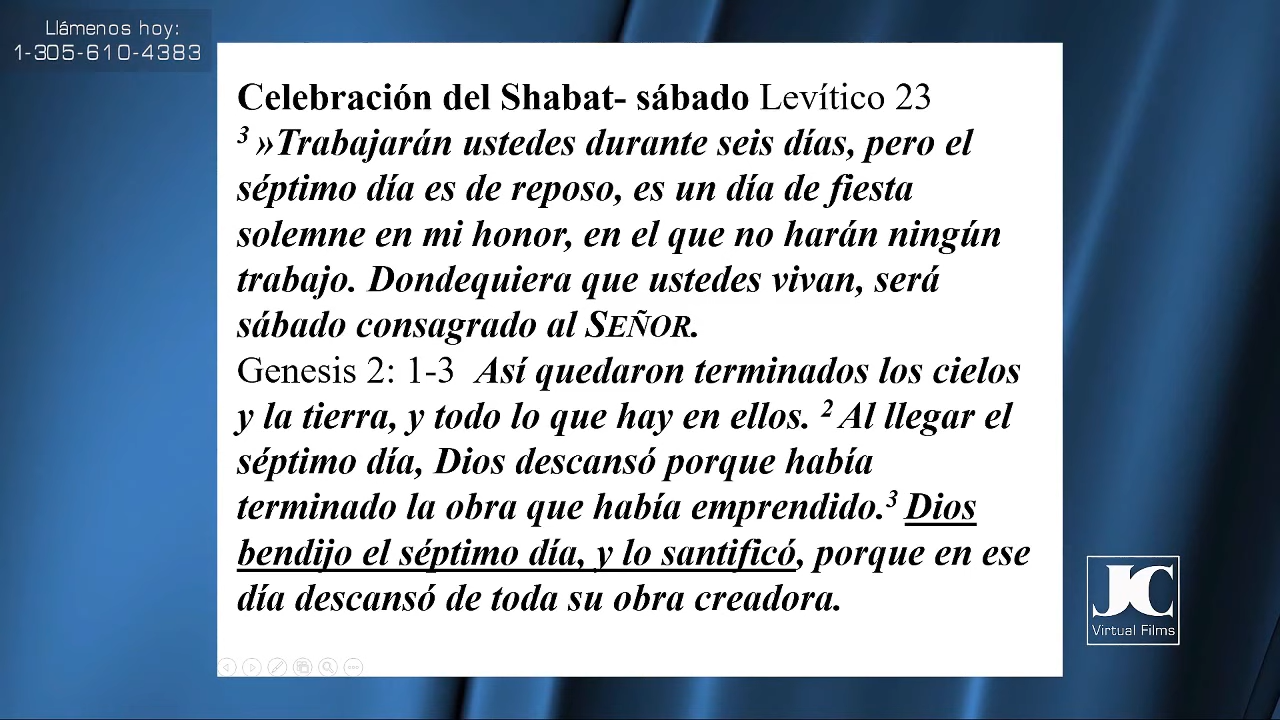 Llámenos hoy:
1-305-610-4383
Celebración del Shabat- sábado Levítico 23
3 »Trabajarán ustedes durante seis días, pero el
séptimo día es de reposo, es un día de fiesta
solemne en mi honor, en el que no harán ningún
trabajo. Dondequiera que ustedes vivan, será
sábado consagrado al SEÑOR.
Genesis 2: 1-3 Así quedaron terminados los cielos
y la tierra, y todo lo que hay en ellos. 2 Al llegar el
séptimo día, Dios descansó porque había
terminado la obra que había emprendido.3 Dios
bendijo el séptimo día, y lo santificó, porque en ese
día descansó de toda su obra creadora.
JC
Virtual Films